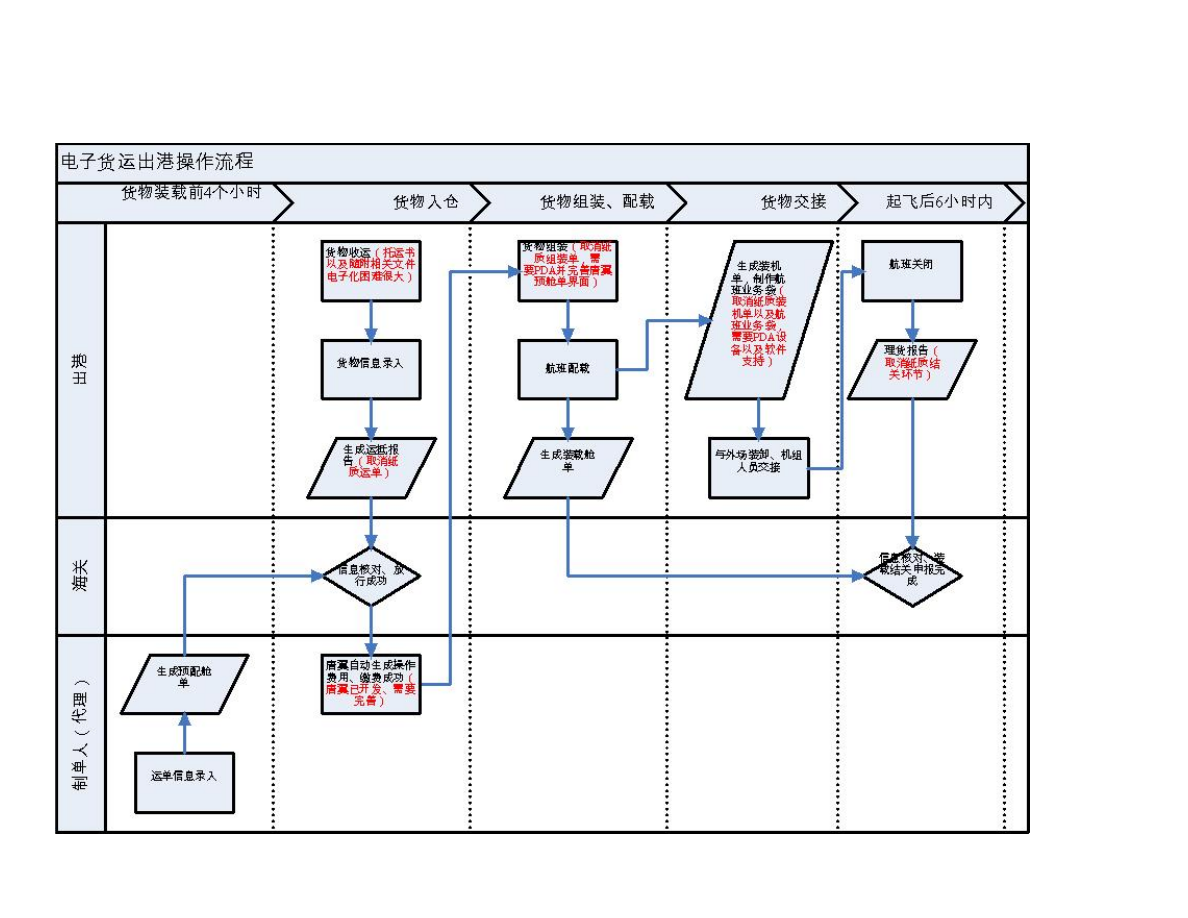 电子货运出港操作流程
货物装载前4个小时
货物入仓
货物组装、配载
货物交接
起飞后6小时内
出港
货物收运（托运书
以及随附相关文件
电子化困难很大）
货物组装（取消纸
质组装单，需
要PDA并完善唐翼
预舱单界面）
生成装机
单，制作航
班业务袋（
取消纸质装
机单以及航
班业务袋，
需要PDA设
备以及软件
支持）
航班关闭
货物信息录入
航班配载
理货报告（
取消纸质结
关环节）
生成运抵报
告（取消纸
质运单）
生成装载舱
单
与外场装卸、机组
人员交接
海关
信息核对、放
行成功
信息核对、装
载结关申报完
成
制单人（代理）
生成预配舱
单
唐翼自动生成操作
费用、缴费成功（
唐翼已开发、需要
完善）
运单信息录入